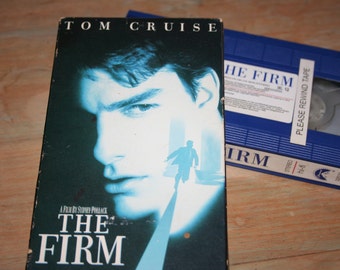 TOM CRUISE
A FILM BY SYDNEY POLLACK
THE
FIRM
THE FIRM
PLEASE REWIND TAPE
FIRM